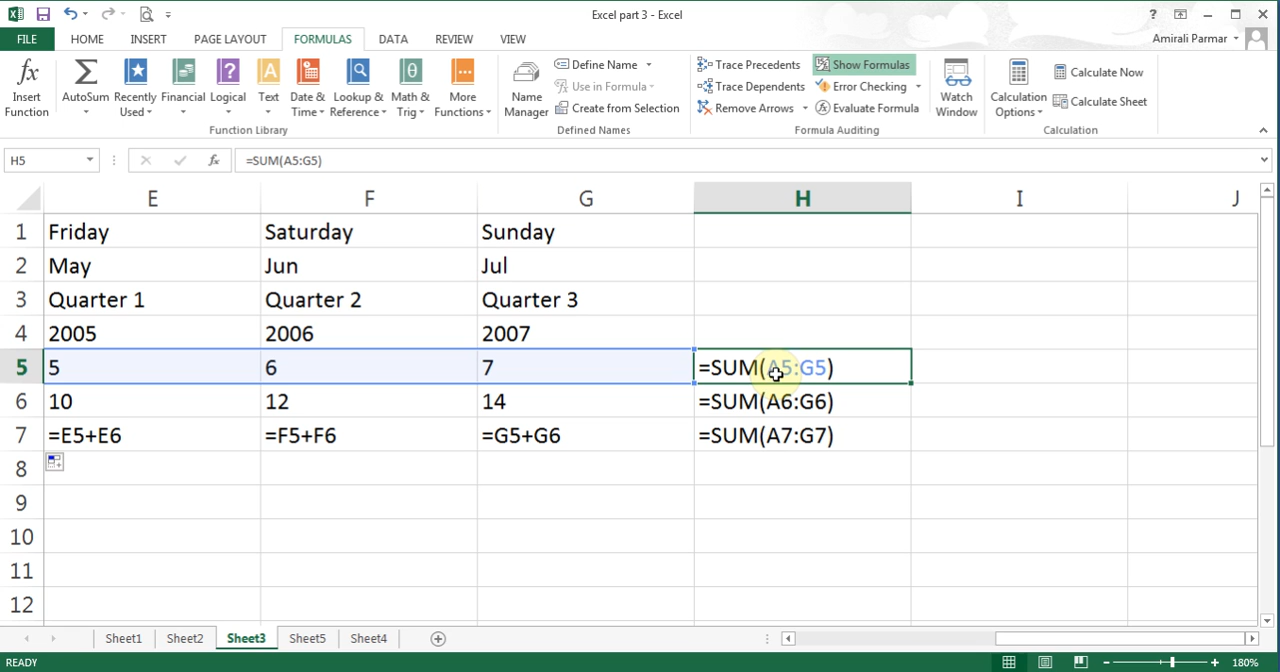 Excel part 3 - Excel
?
FILE HOME INSERT PAGE LAYOUT FORMULAS DATA REVIEW VIEW Amirali Parmar
fx Insert Function
Σ AutoSum
Recently Used
Financial
? Logical
A Text
Date & Time
Lookup & Reference
θ Math & Trig
More Functions
Function Library
Name Manager
Define Name
Use in Formula
Create from Selection
Defined Names
Trace Precedents
Trace Dependents
Remove Arrows
Show Formulas
Error Checking
Evaluate Formula
Formula Auditing
Watch Window
Calculation Options
Calculate Now
Calculate Sheet
Calculation
H5 fx =SUM(A5:G5)
E F G H I J
1 Friday Saturday Sunday
2 May Jun Jul
3 Quarter 1 Quarter 2 Quarter 3
4 2005 2006 2007
5 5 6 7 =SUM(A5:G5)
6 10 12 14 =SUM(A6:G6)
7 =E5+E6 =F5+F6 =G5+G6 =SUM(A7:G7)
8
9
10
11
12
Sheet1 Sheet2 Sheet3 Sheet5 Sheet4
READY 180%